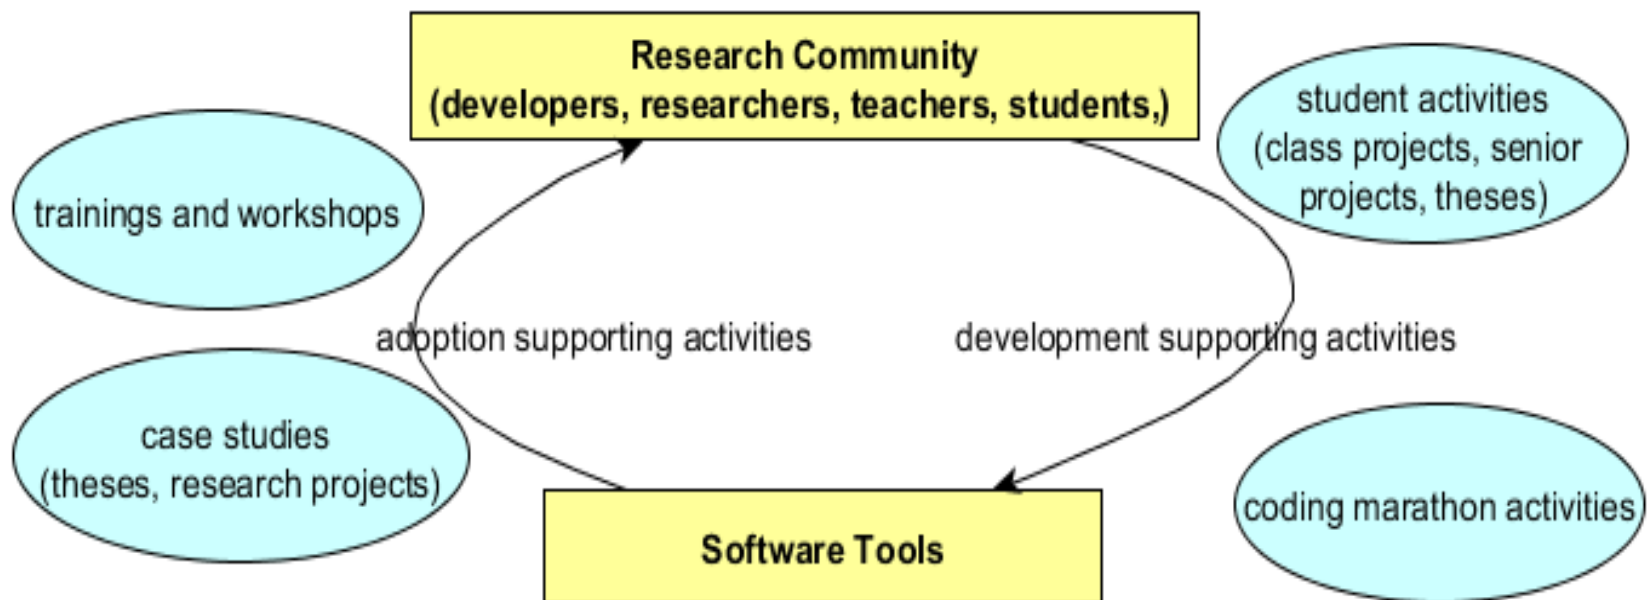 Research Community
(developers, researchers, teachers, students,)
student activities
(class projects, senior
projects, theses)
trainings and workshops
adoption supporting activities
development supporting activities
case studies
(theses, research projects)
coding marathon activities
Software Tools